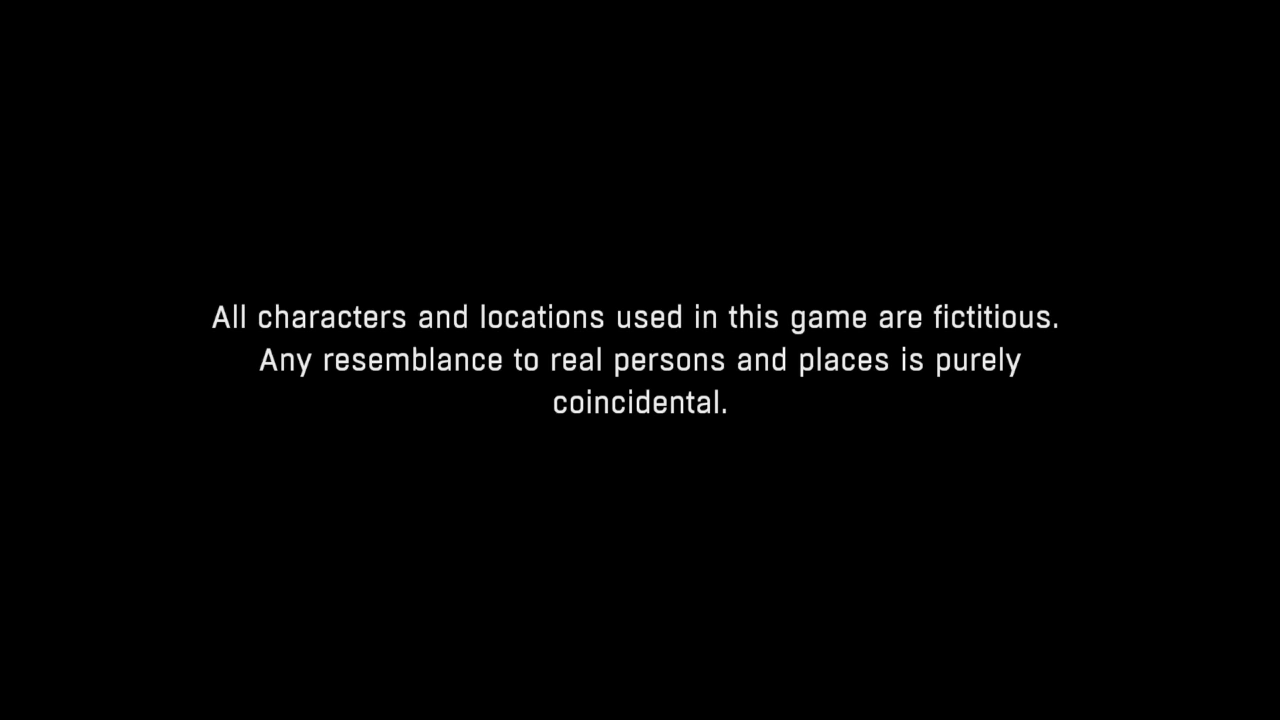 All characters and locations used in this game are fictitious.
Any resemblance to real persons and places is purely
coincidental.